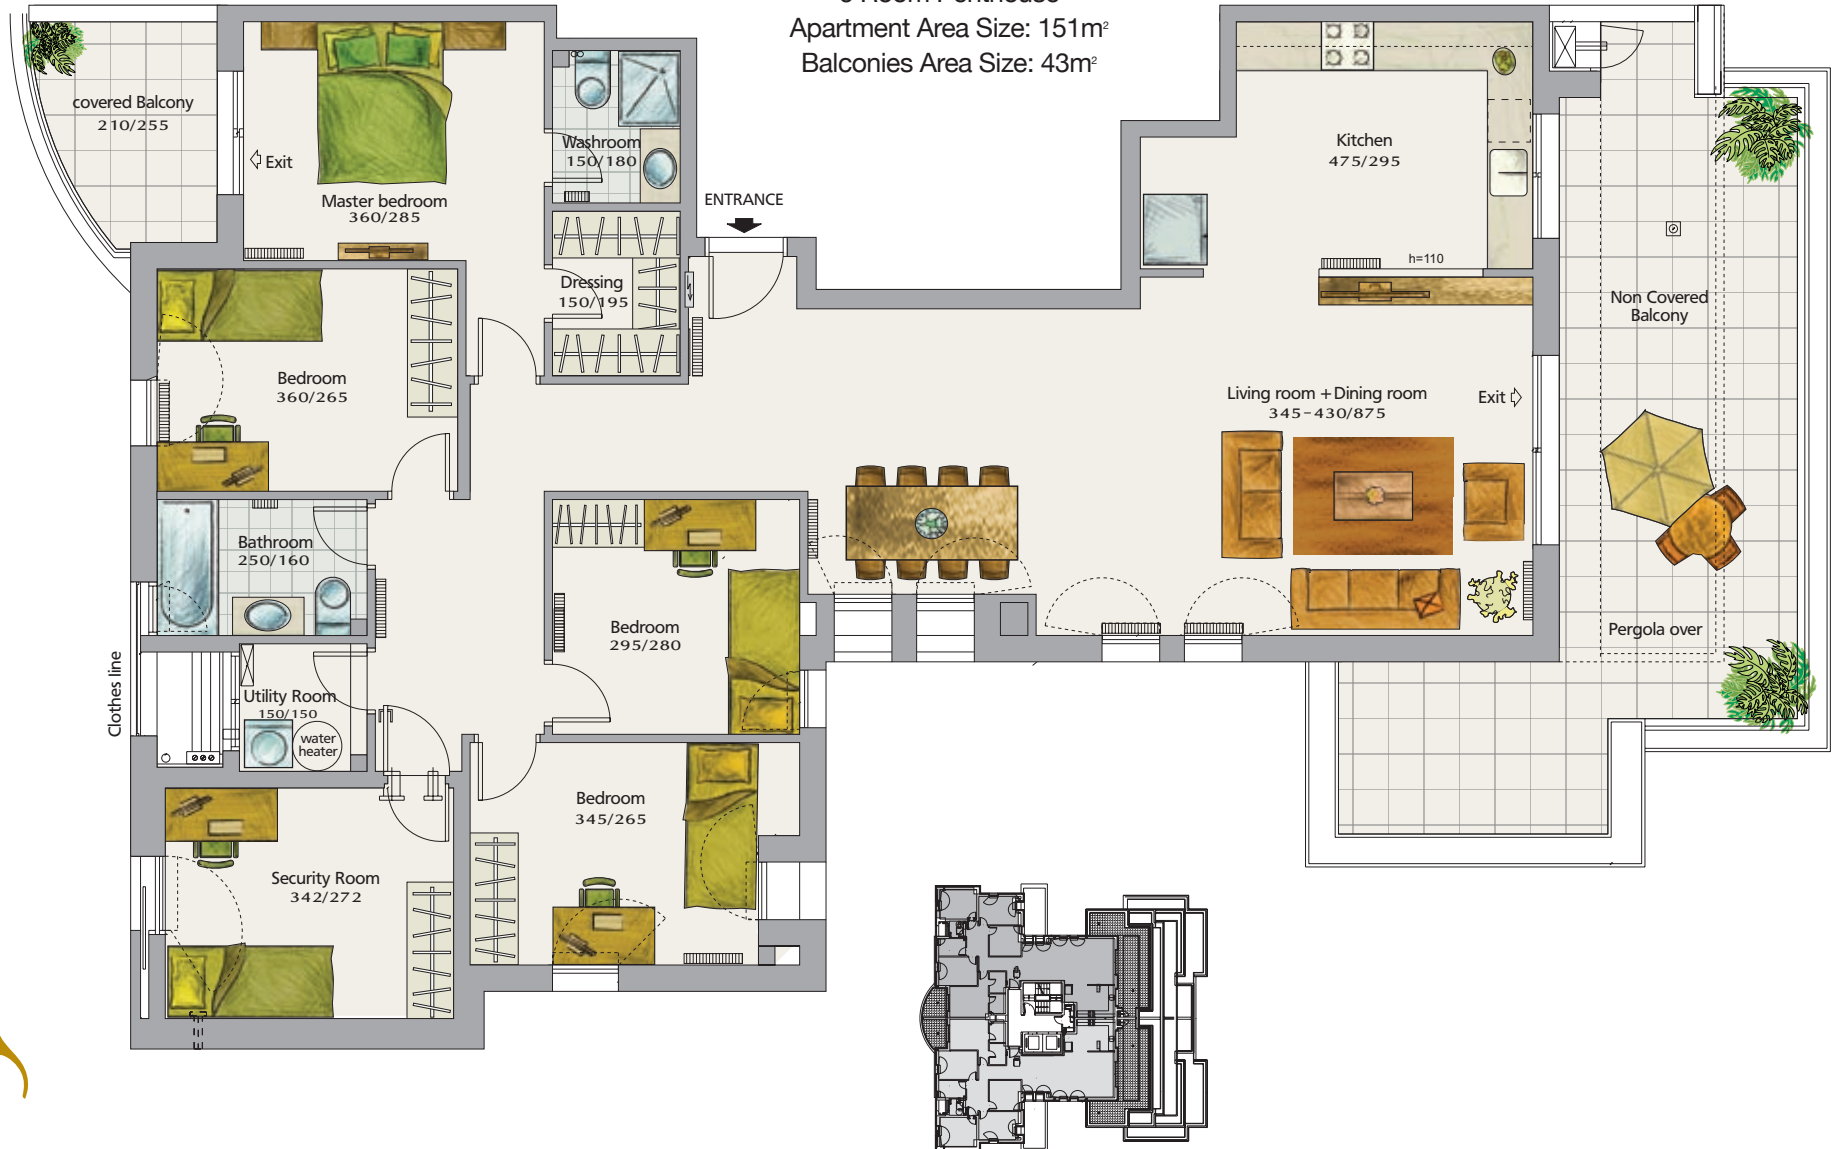 Room Penthouse
Apartment Area Size: 151m²
Balconies Area Size: 43m²
covered Balcony
210/255
Exit
Master bedroom
360/285
Washroom
150/180
ENTRANCE
Dressing
150/195
Kitchen
475/295
h=110
Non Covered
Balcony
Bedroom
360/265
Living room + Dining room
345-430/875
Exit
Bathroom
250/160
Bedroom
295/280
Pergola over
Clothes line
Utility Room
150/150
water
heater
Bedroom
345/265
Security Room
342/272